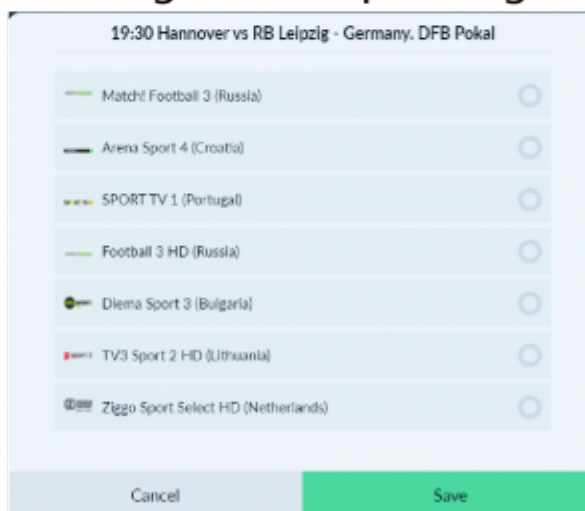 19:30 Hannover vs RB Leipzig - Germany. DFB Pokal
Match! Football 3 (Russia)
Arena Sport 4 (Croatia)
SPORT TV 1 (Portugal)
Football 3 HD (Russia)
Diema Sport 3 (Bulgaria)
TV3 Sport 2 HD (Lithuania)
Ziggo Sport Select HD (Netherlands)
Cancel Save